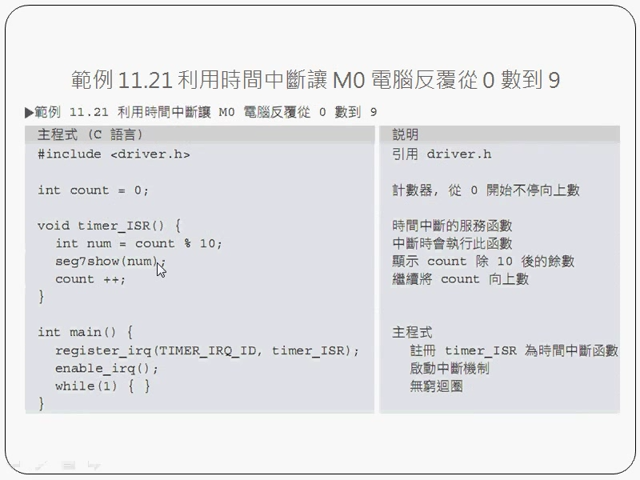 範例 11.21 利用時間中斷讓 M0 電腦反覆從 0 數到 9
▶範例 11.21 利用時間中斷讓 M0 電腦反覆從 0 數到 9
主程式 (C 語言) 説明
#include <driver.h> 引用 driver.h
int count = 0; 計數器, 從 0 開始不停向上數
void timer_ISR() { 時間中斷的服務函數
int num = count % 10; 中斷時會執行此函數
seg7show(num); 顯示 count 除 10 後的餘數
count ++; 繼續將 count 向上數
}
int main() { 主程式
register_irq(TIMER_IRQ_ID, timer_ISR); 註冊 timer_ISR 為時間中斷函數
enable_irq(); 啟動中斷機制
while(1) { } 無窮迴圈
}